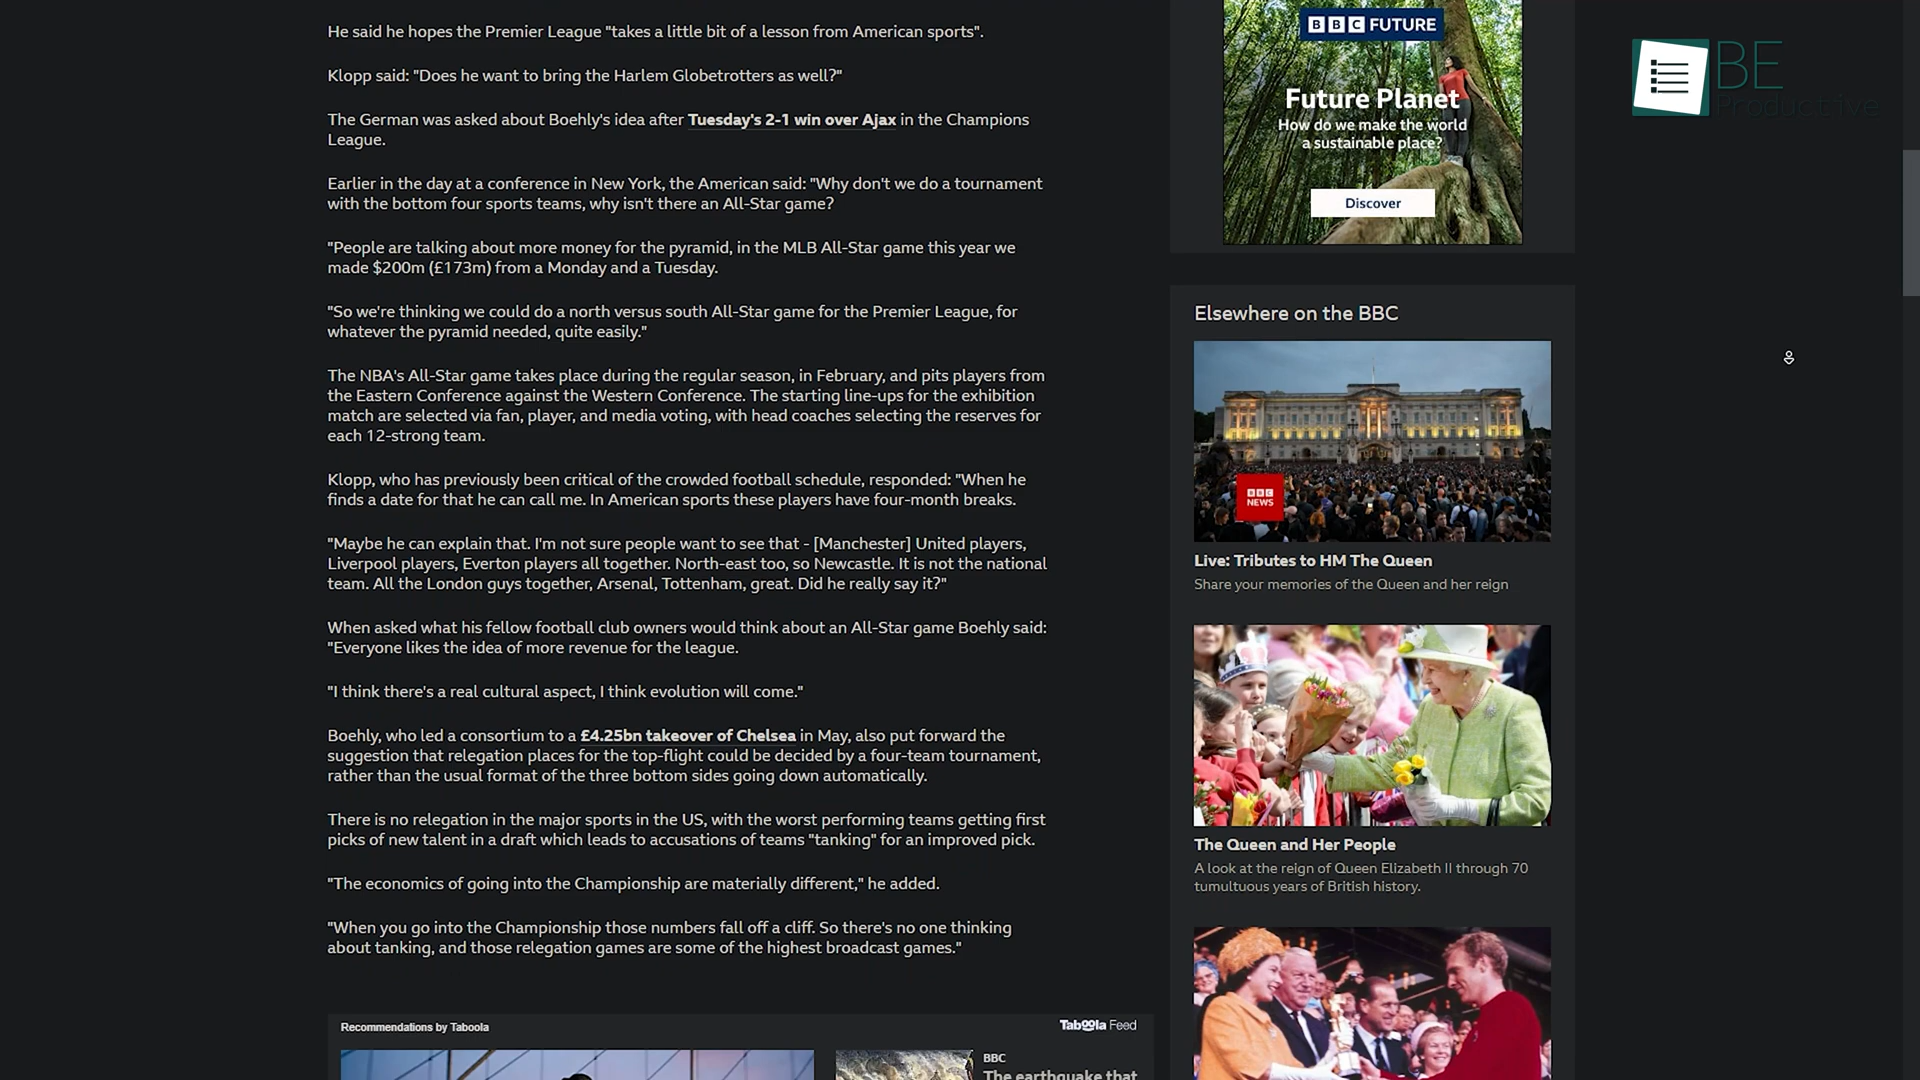 He said he hopes the Premier League "takes a little bit of a lesson from American sports".
Klopp said: "Does he want to bring the Harlem Globetrotters as well?"
The German was asked about Boehly's idea after Tuesday's 2-1 win over Ajax in the Champions
League.
Earlier in the day at a conference in New York, the American said: "Why don't we do a tournament
with the bottom four sports teams, why isn't there an All-Star game?
"People are talking about more money for the pyramid, in the MLB All-Star game this year we
made $200m (£173m) from a Monday and a Tuesday.
"So we're thinking we could do a north versus south All-Star game for the Premier League, for
whatever the pyramid needed, quite easily."
The NBA's All-Star game takes place during the regular season, in February, and pits players from
the Eastern Conference against the Western Conference. The starting line-ups for the exhibition
match are selected via fan, player, and media voting, with head coaches selecting the reserves for
each 12-strong team.
Klopp, who has previously been critical of the crowded football schedule, responded: "When he
finds a date for that he can call me. In American sports these players have four-month breaks.
"Maybe he can explain that. I'm not sure people want to see that - [Manchester] United players,
Liverpool players, Everton players all together. North-east too, so Newcastle. It is not the national
team. All the London guys together, Arsenal, Tottenham, great. Did he really say it?"
When asked what his fellow football club owners would think about an All-Star game Boehly said:
"Everyone likes the idea of more revenue for the league.
"I think there's a real cultural aspect, I think evolution will come."
Boehly, who led a consortium to a £4.25bn takeover of Chelsea in May, also put forward the
suggestion that relegation places for the top-flight could be decided by a four-team tournament,
rather than the usual format of the three bottom sides going down automatically.
There is no relegation in the major sports in the US, with the worst performing teams getting first
picks of new talent in a draft which leads to accusations of teams "tanking" for an improved pick.
"The economics of going into the Championship are materially different," he added.
"When you go into the Championship those numbers fall off a cliff. So there's no one thinking
about tanking, and those relegation games are some of the highest broadcast games."
Recommendations by Taboola
Taboola Feed
BBC
The earthquake that
BBC FUTURE
Future Planet
How do we make the world
a sustainable place?
Discover
Elsewhere on the BBC
BBC
NEWS
Live: Tributes to HM The Queen
Share your memories of the Queen and her reign
The Queen and Her People
A look at the reign of Queen Elizabeth II through 70
tumultuous years of British history.
BE
Productive